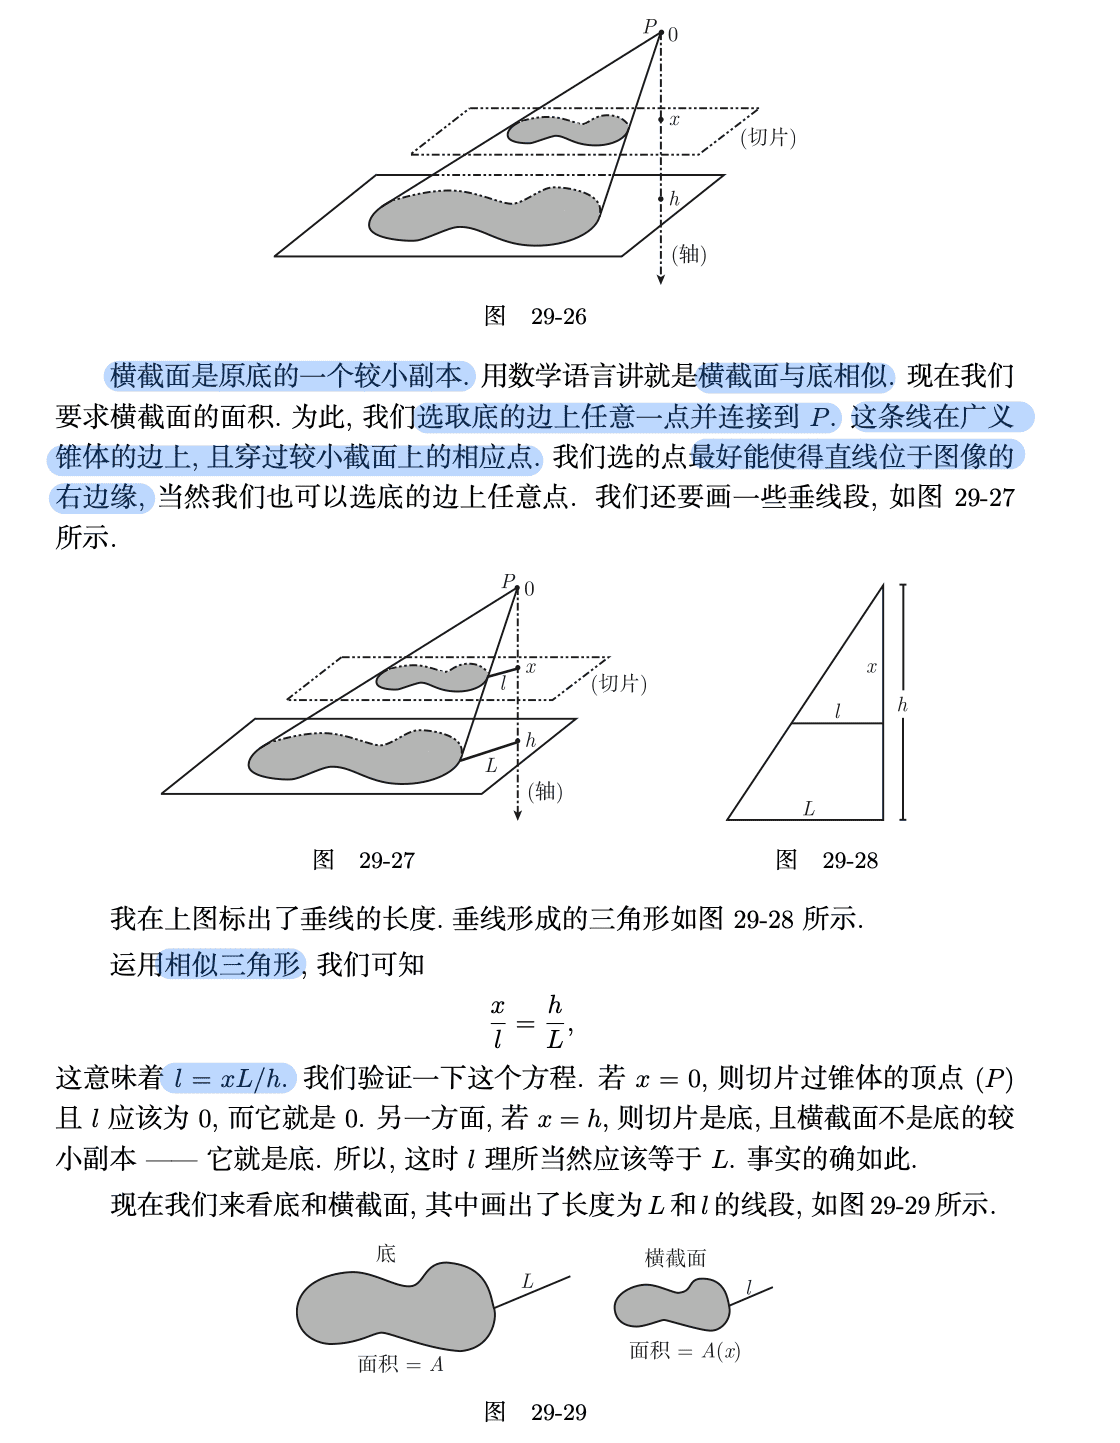 P 0
x
(切片)
h
(轴)
图 29-26
横截面是原底的一个较小副本. 用数学语言讲就是横截面与底相似. 现在我们
要求横截面的面积. 为此, 我们选取底的边上任意一点并连接到 P. 这条线在广义
锥体的边上, 且穿过较小截面上的相应点. 我们选的点最好能使得直线位于图像的
右边缘, 当然我们也可以选底的边上任意点. 我们还要画一些垂线段, 如图 29-27
所示.
P 0
x
l
(切片)
h
L
(轴)
图 29-27
x
l
h
L
图 29-28
我在上图标出了垂线的长度. 垂线形成的三角形如图 29-28 所示.
运用相似三角形, 我们可知
x/l = h/L,
这意味着 l = xL/h. 我们验证一下这个方程. 若 x = 0, 则切片过锥体的顶点 (P)
且 l 应该为 0, 而它就是 0. 另一方面, 若 x = h, 则切片是底, 且横截面不是底的较
小副本 —— 它就是底. 所以, 这时 l 理所当然应该等于 L. 事实的确如此.
现在我们来看底和横截面, 其中画出了长度为 L 和 l 的线段, 如图 29-29 所示.
底
L
面积 = A
横截面
l
面积 = A(x)
图 29-29